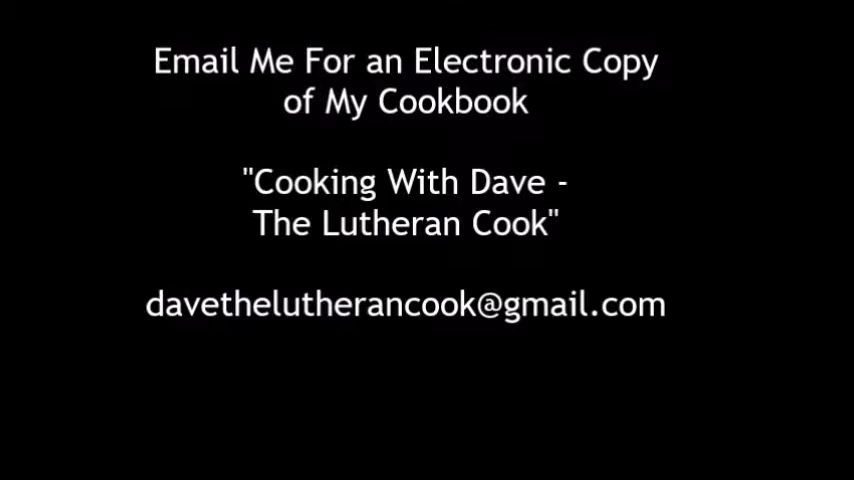 Email Me For an Electronic Copy
of My Cookbook
"Cooking With Dave -
The Lutheran Cook"
davethelutherancook@gmail.com